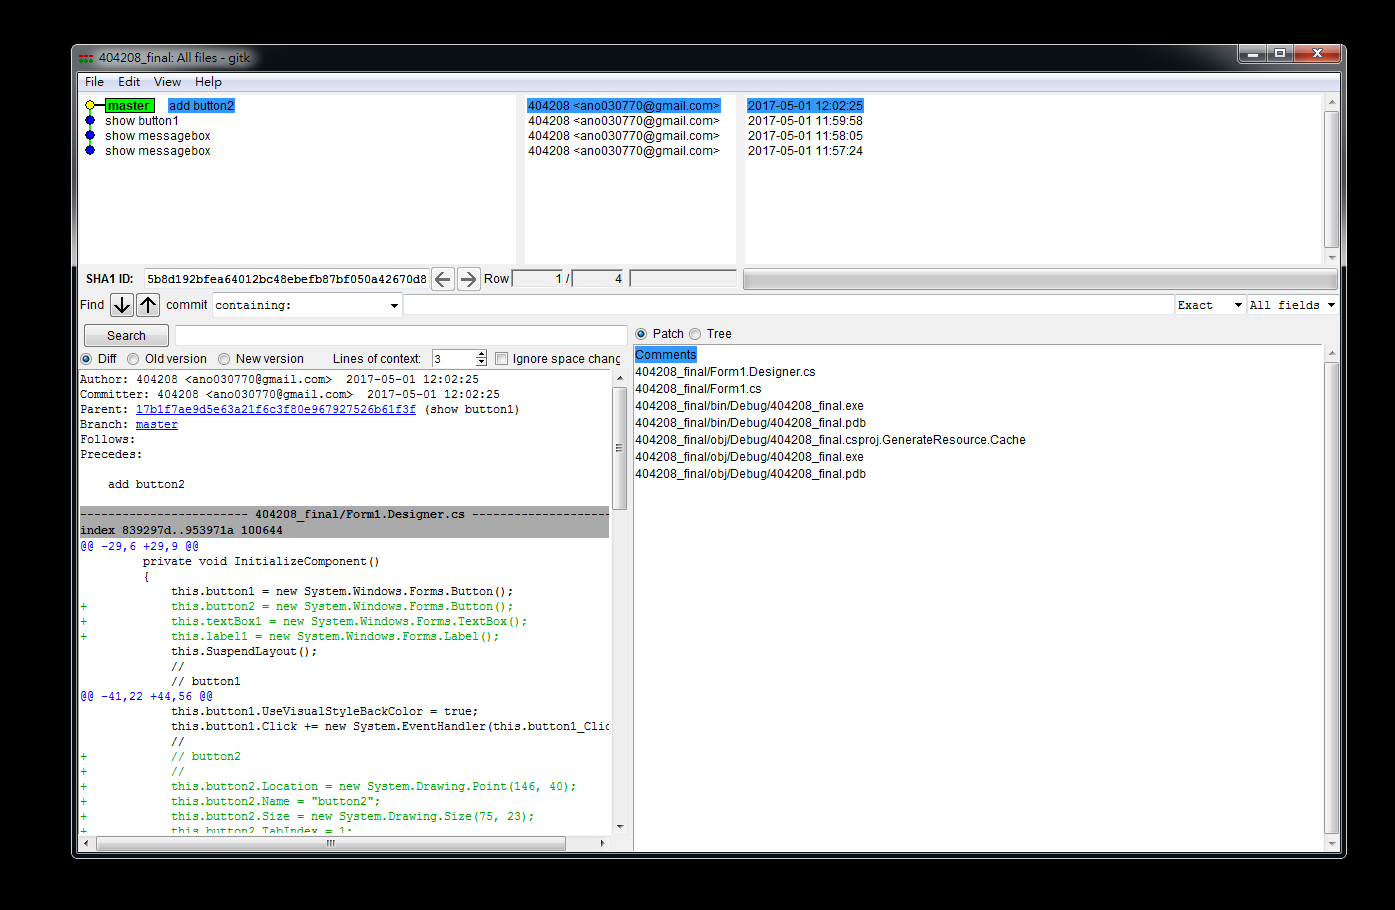 404208_final: All files - gitk
File Edit View Help
master add button2 404208 <ano030770@gmail.com> 2017-05-01 12:02:25
show button1 404208 <ano030770@gmail.com> 2017-05-01 11:59:58
show messagebox 404208 <ano030770@gmail.com> 2017-05-01 11:58:05
show messagebox 404208 <ano030770@gmail.com> 2017-05-01 11:57:24
SHA1 ID: 5b8d192bfea64012bc48ebefb87bf050a42670d8 Row 1 / 4
Find commit containing: Exact All fields
Search
Diff Old version New version Lines of context: 3 Ignore space chang
Author: 404208 <ano030770@gmail.com>  2017-05-01 12:02:25
Committer: 404208 <ano030770@gmail.com>  2017-05-01 12:02:25
Parent: 17b1f7ae9d5e63a21f6c3f80e967927526b61f3f (show button1)
Branch: master
Follows:
Precedes:
add button2
------------------------ 404208_final/Form1.Designer.cs --------------------
index 839297d..953971a 100644
@@ -29,6 +29,9 @@
private void InitializeComponent()
{
this.button1 = new System.Windows.Forms.Button();
+ this.button2 = new System.Windows.Forms.Button();
+ this.textBox1 = new System.Windows.Forms.TextBox();
+ this.label1 = new System.Windows.Forms.Label();
this.SuspendLayout();
//
// button1
@@ -41,22 +44,56 @@
this.button1.UseVisualStyleBackColor = true;
this.button1.Click += new System.EventHandler(this.button1_Clic
//
+ // button2
+ //
+ this.button2.Location = new System.Drawing.Point(146, 40);
+ this.button2.Name = "button2";
+ this.button2.Size = new System.Drawing.Size(75, 23);
+ this.button2.TabIndex = 1;
Patch Tree
Comments
404208_final/Form1.Designer.cs
404208_final/Form1.cs
404208_final/bin/Debug/404208_final.exe
404208_final/bin/Debug/404208_final.pdb
404208_final/obj/Debug/404208_final.csproj.GenerateResource.Cache
404208_final/obj/Debug/404208_final.exe
404208_final/obj/Debug/404208_final.pdb